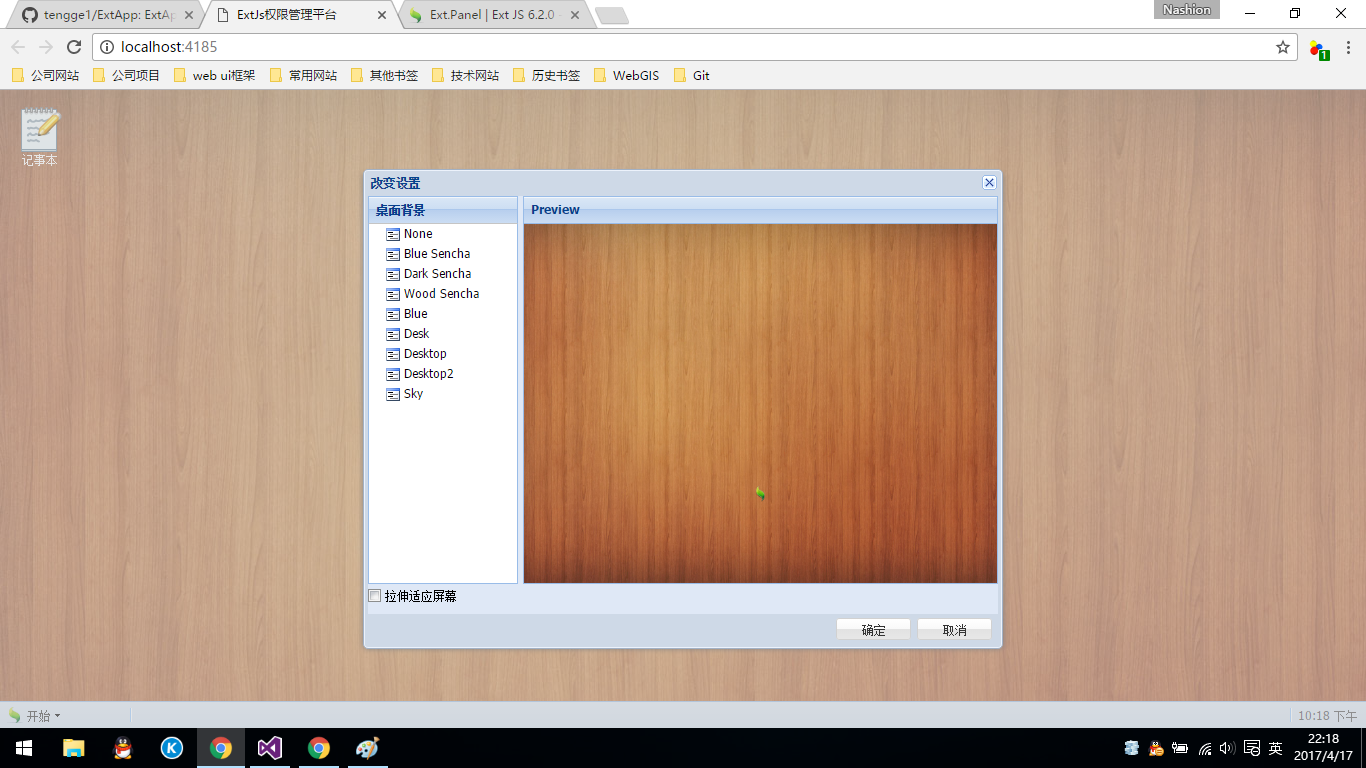 tengge1/ExtApp: ExtAp
ExtJs权限管理平台
Ext.Panel | Ext JS 6.2.0 -
Nashion
localhost:4185
1
公司网站 公司项目 web ui框架 常用网站 其他书签 技术网站 历史书签 WebGIS Git
记事本
改变设置
桌面背景
Preview
None
Blue Sencha
Dark Sencha
Wood Sencha
Blue
Desk
Desktop
Desktop2
Sky
拉伸适应屏幕
确定 取消
开始 10:18 下午
K
英
22:18
2017/4/17